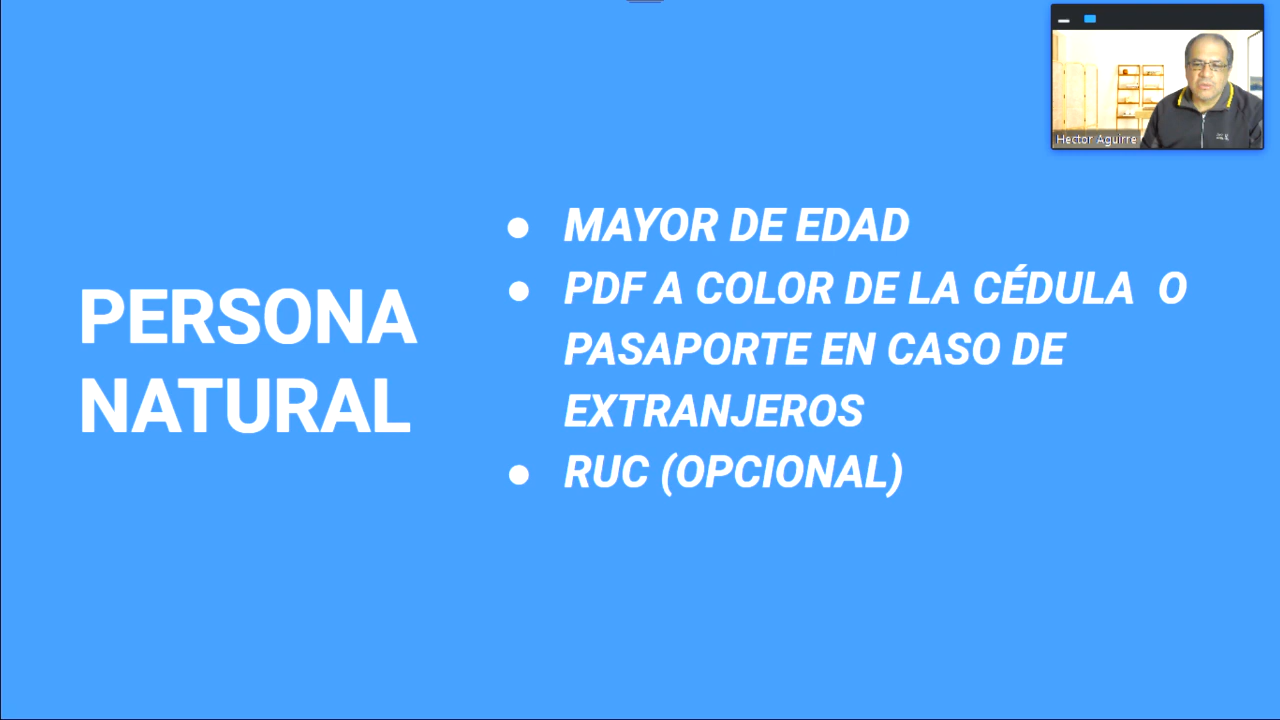 Hector Aguirre
PERSONA
NATURAL
● MAYOR DE EDAD
● PDF A COLOR DE LA CÉDULA O
PASAPORTE EN CASO DE
EXTRANJEROS
● RUC (OPCIONAL)